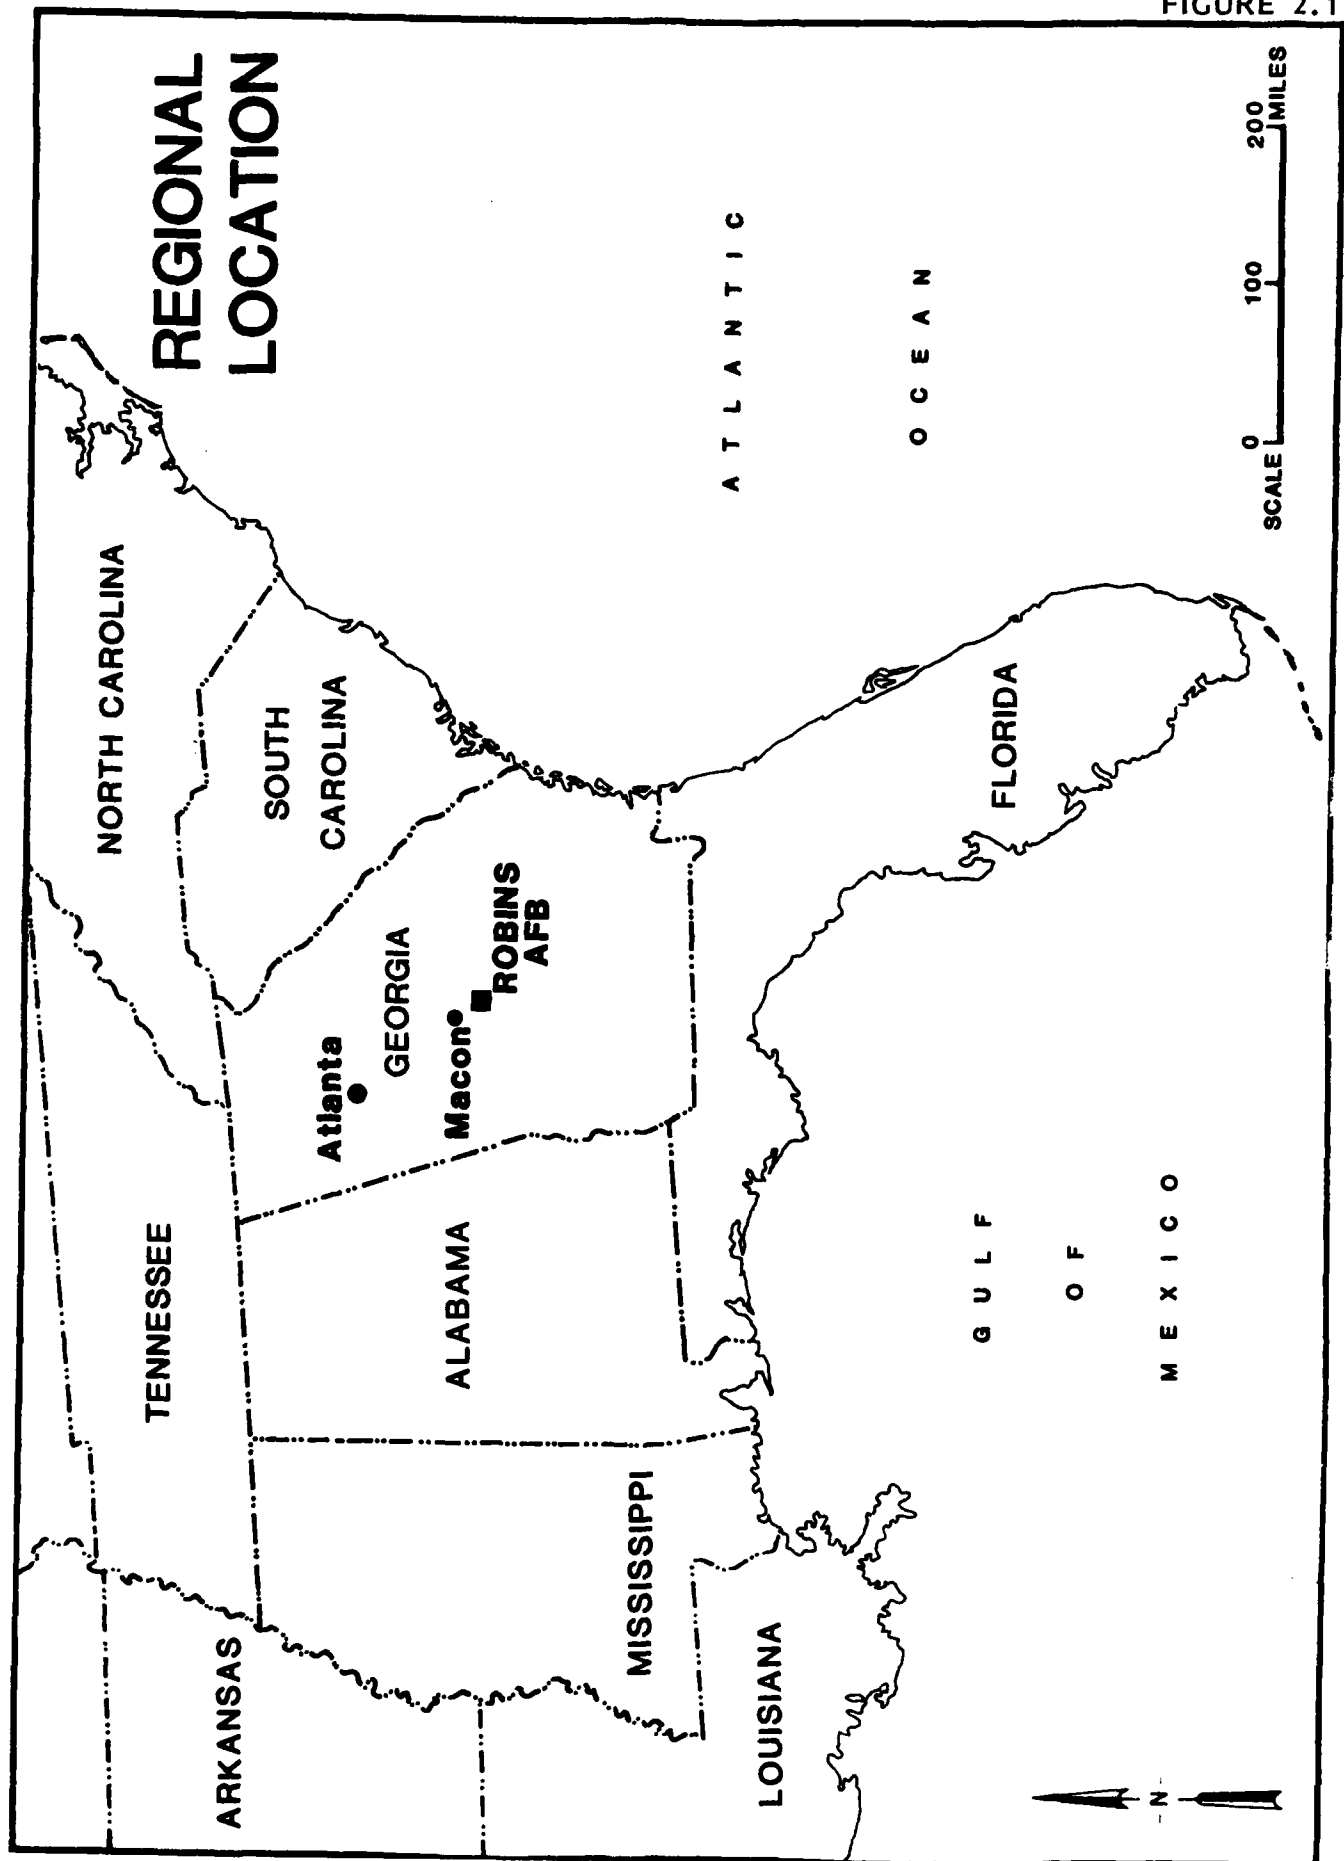 FIGURE 2.1
REGIONAL
LOCATION
NORTH CAROLINA
TENNESSEE
ARKANSAS
SOUTH
CAROLINA
Atlanta
GEORGIA
Macon
ROBINS
AFB
ALABAMA
MISSISSIPPI
LOUISIANA
FLORIDA
ATLANTIC
OCEAN
GULF
OF
MEXICO
N
SCALE 0 100 200 MILES